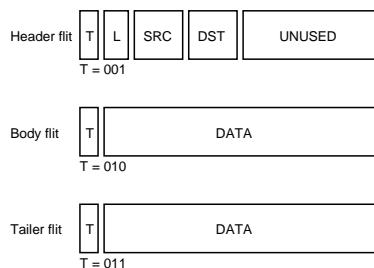 Header flit T L SRC DST UNUSED
T = 001
Body flit T DATA
T = 010
Tailer flit T DATA
T = 011